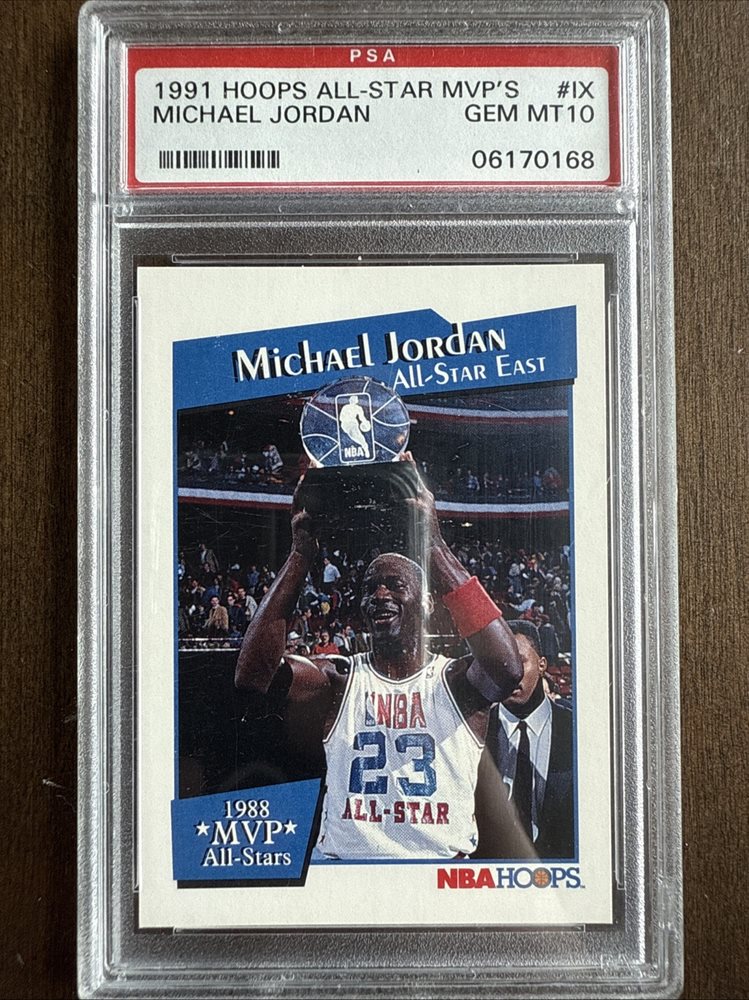 PSA
1991 HOOPS ALL-STAR MVP'S #IX
MICHAEL JORDAN GEM MT10
06170168
MICHAEL JORDAN
ALL-STAR EAST
NBA
NBA
23
ALL-STAR
1988
★MVP★
All-Stars
NBA HOOPS